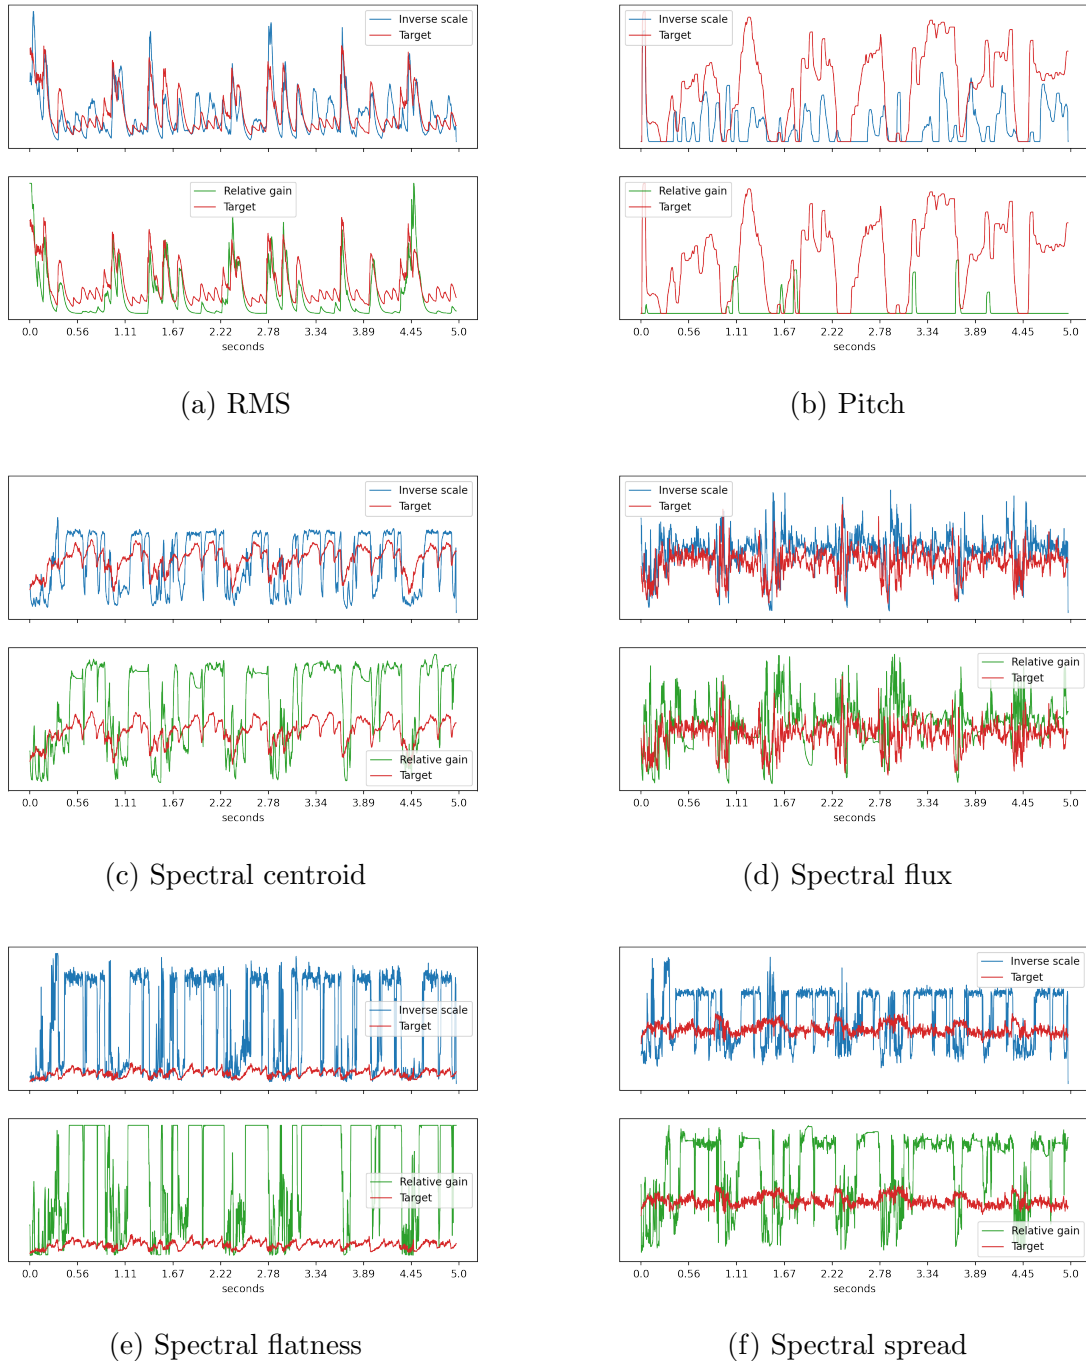 Inverse scale
Target
Relative gain
Target
0.0 0.56 1.11 1.67 2.22 2.78 3.34 3.89 4.45 5.0
seconds
(a) RMS
Inverse scale
Target
Relative gain
Target
0.0 0.56 1.11 1.67 2.22 2.78 3.34 3.89 4.45 5.0
seconds
(b) Pitch
Inverse scale
Target
Relative gain
Target
0.0 0.56 1.11 1.67 2.22 2.78 3.34 3.89 4.45 5.0
seconds
(c) Spectral centroid
Inverse scale
Target
Relative gain
Target
0.0 0.56 1.11 1.67 2.22 2.78 3.34 3.89 4.45 5.0
seconds
(d) Spectral flux
Inverse scale
Target
Relative gain
Target
0.0 0.56 1.11 1.67 2.22 2.78 3.34 3.89 4.45 5.0
seconds
(e) Spectral flatness
Inverse scale
Target
Relative gain
Target
0.0 0.56 1.11 1.67 2.22 2.78 3.34 3.89 4.45 5.0
seconds
(f) Spectral spread